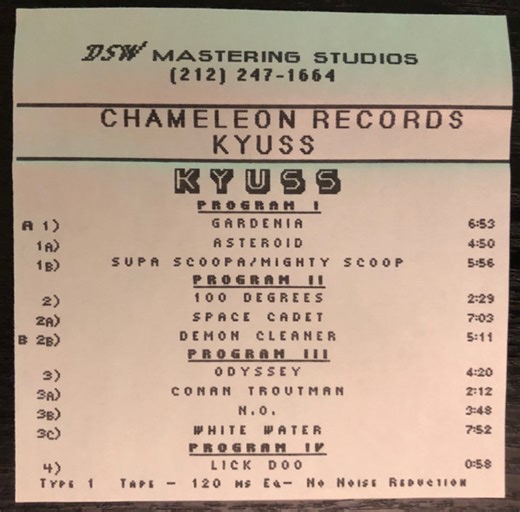 DSW MASTERING STUDIOS
(212) 247-1664
CHAMELEON RECORDS
KYUSS
KYUSS
PROGRAM I
A 1) GARDENIA 6:53
1A) ASTEROID 4:50
1B) SUPA SCOOPA/MIGHTY SCOOP 5:56
PROGRAM II
2) 100 DEGREES 2:29
2A) SPACE CADET 7:03
B 2B) DEMON CLEANER 5:11
PROGRAM III
3) ODYSSEY 4:20
3A) CONAN TROUTMAN 2:12
3B) N.O. 3:48
3C) WHITE WATER 7:52
PROGRAM IV
4) LICK DOO 0:58
TYPE 1 TAPE - 120 MS EQ- NO NOISE REDUCTION